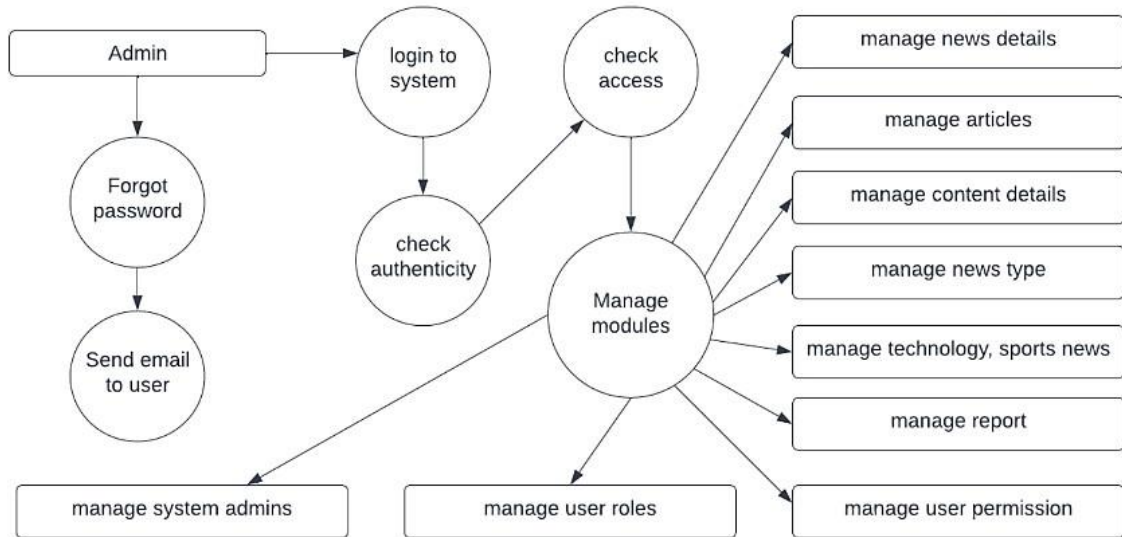 Admin
login to
system
check
access
manage news details
manage articles
Forgot
password
manage content details
check
authenticity
manage news type
Manage
modules
manage technology, sports news
Send email
to user
manage report
manage system admins
manage user roles
manage user permission